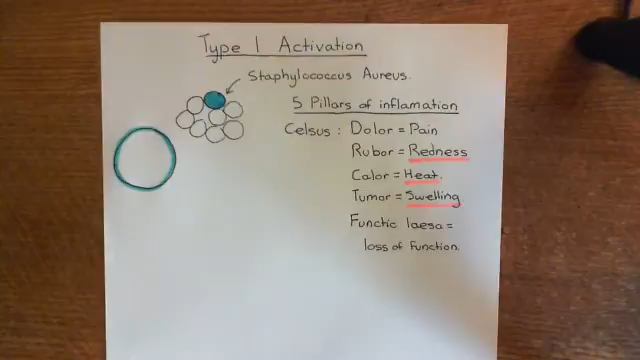 Type 1 Activation
Staphylococcus Aureus.
5 Pillars of inflamation
Celsus : Dolor = Pain
Rubor = Redness
Calor = Heat.
Tumor = Swelling
Functic laesa =
loss of function.